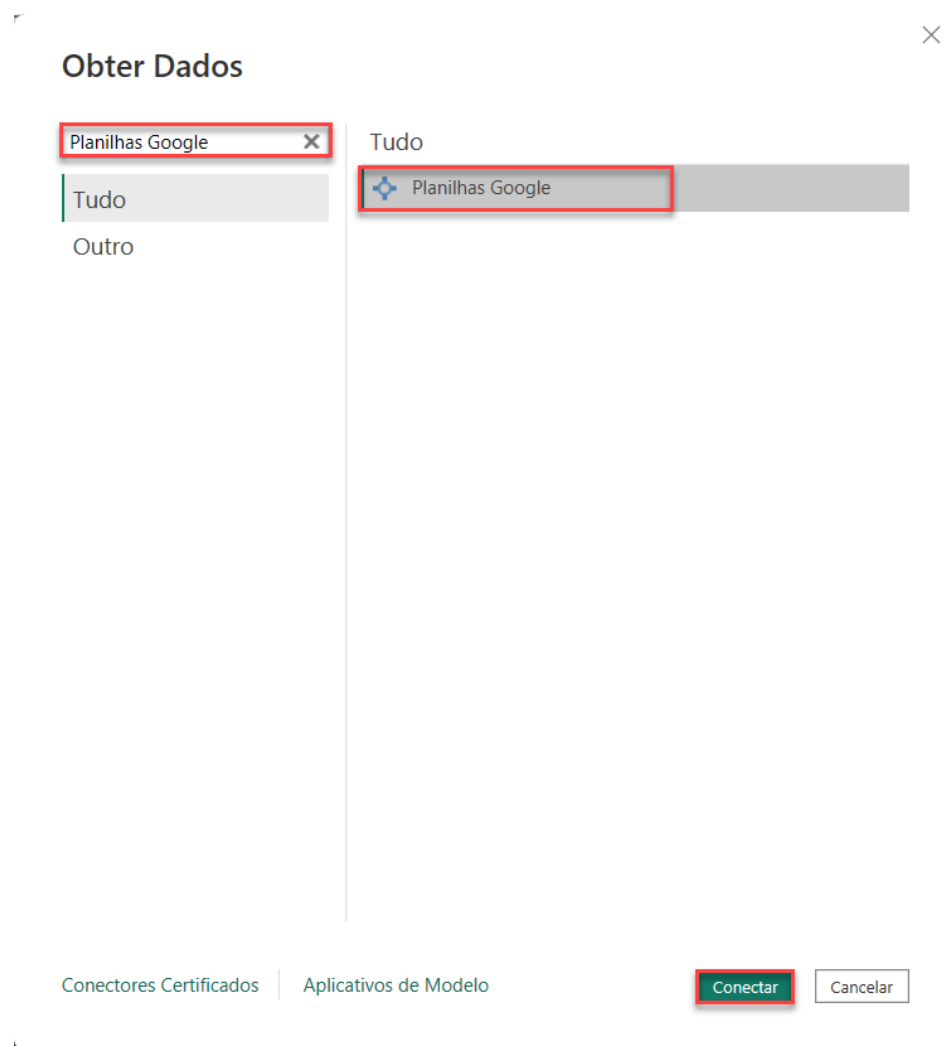 Obter Dados
Planilhas Google
Tudo
Outro
Tudo
Planilhas Google
Conectores Certificados
Aplicativos de Modelo
Conectar
Cancelar